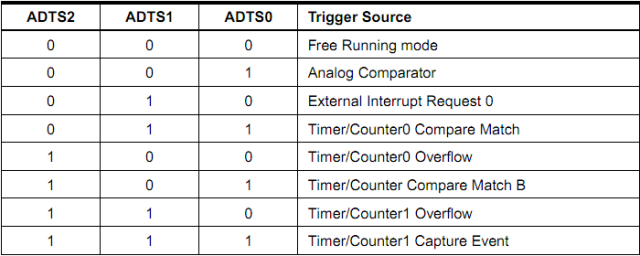 ADTS2 ADTS1 ADTS0 Trigger Source
0 0 0 Free Running mode
0 0 1 Analog Comparator
0 1 0 External Interrupt Request 0
0 1 1 Timer/Counter0 Compare Match
1 0 0 Timer/Counter0 Overflow
1 0 1 Timer/Counter Compare Match B
1 1 0 Timer/Counter1 Overflow
1 1 1 Timer/Counter1 Capture Event